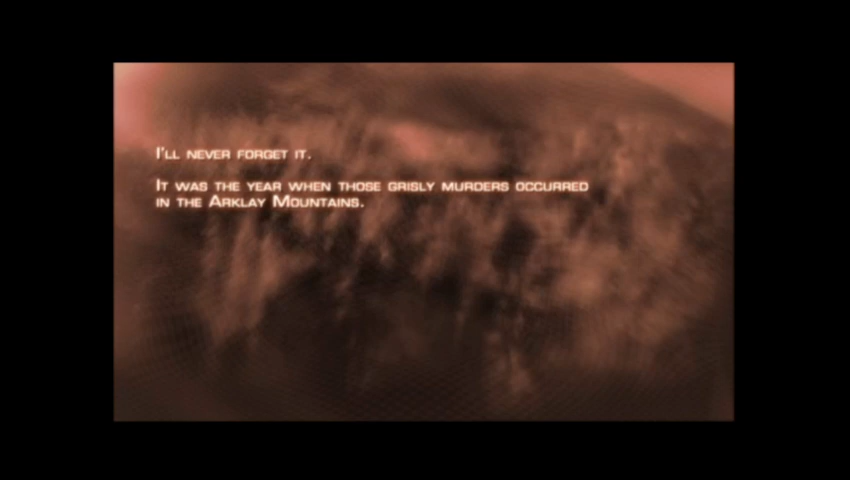 I'll never forget it.
It was the year when those grisly murders occurred
in the Arklay Mountains.